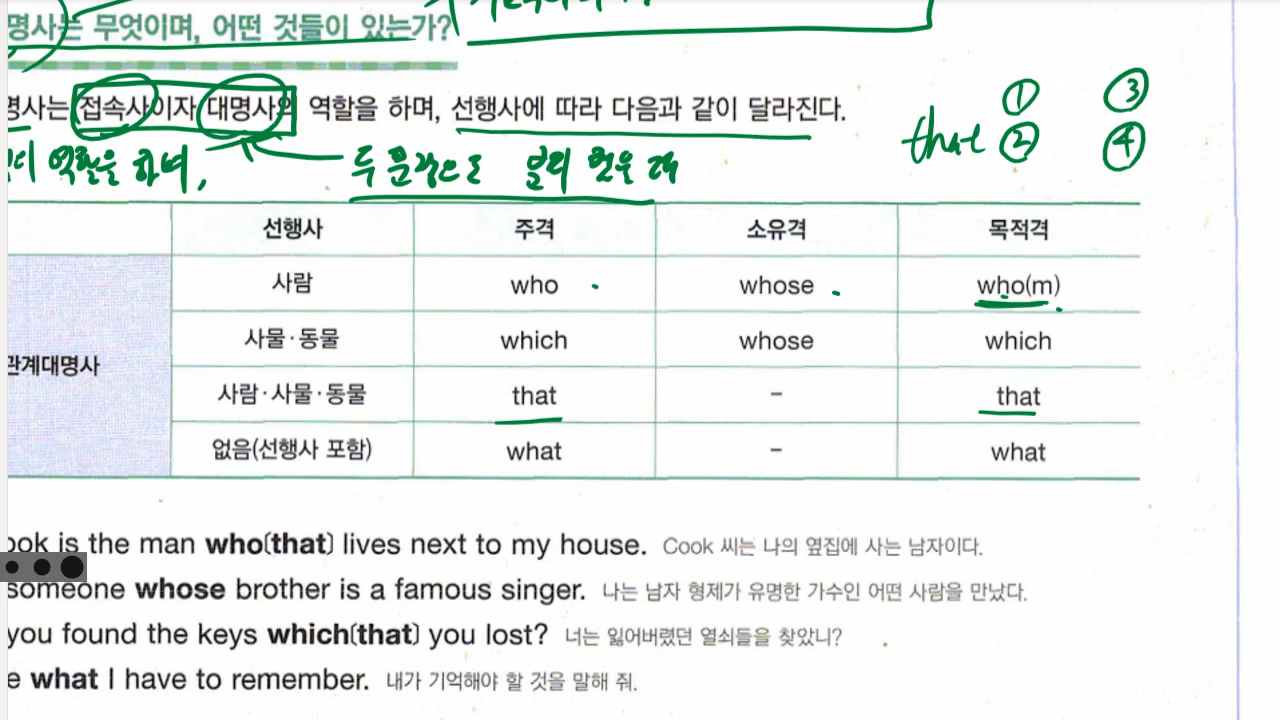 명사는 무엇이며, 어떤 것들이 있는가?
명사는 접속사이자 대명사의 역할을 하며, 선행사에 따라 다음과 같이 달라진다.
① ③
that ② ④
역할을 하며, 두 문장으로
선행사 주격 소유격 목적격
사람 who whose who(m)
사물·동물 which whose which
관계대명사
사람·사물·동물 that - that
없음(선행사 포함) what - what
ook is the man who(that) lives next to my house. Cook 씨는 나의 옆집에 사는 남자이다.
someone whose brother is a famous singer. 나는 남자 형제가 유명한 가수인 어떤 사람을 만났다.
you found the keys which(that) you lost? 너는 잃어버렸던 열쇠들을 찾았니?
e what I have to remember. 내가 기억해야 할 것을 말해 줘.